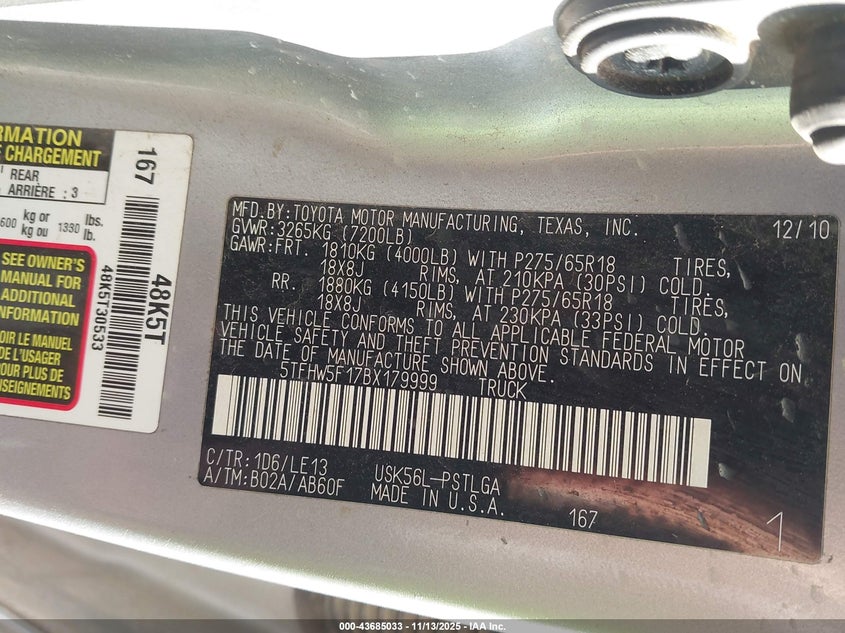 RMATION
E CHARGEMENT
REAR
ARRIÈRE : 3
600 kg or 1330 lbs.
kg ou lb.
SEE OWNER'S
MANUAL FOR
ADDITIONAL
INFORMATION
OIR LE MANUEL
DE L'USAGER
POUR PLUS DE
ENSEIGNEMENTS
167
48K5T
48K5T30533
MFD.BY:TOYOTA MOTOR MANUFACTURING, TEXAS, INC. 12/10
GVWR:3265KG (7200LB)
GAWR:FRT. 1810KG (4000LB) WITH P275/65R18 TIRES,
18X8J RIMS, AT 210KPA (30PSI) COLD.
RR. 1880KG (4150LB) WITH P275/65R18 TIRES,
18X8J RIMS, AT 230KPA (33PSI) COLD.
THIS VEHICLE CONFORMS TO ALL APPLICABLE FEDERAL MOTOR
VEHICLE SAFETY AND THEFT PREVENTION STANDARDS IN EFFECT ON
THE DATE OF MANUFACTURE SHOWN ABOVE.
5TFHW5F17BX179999 TRUCK
C/TR:1D6/LE13 USK56L-PSTLGA
A/TM:B02A/AB60F MADE IN U.S.A.
167 1
000-43685033 - 11/13/2025 - IAA Inc.